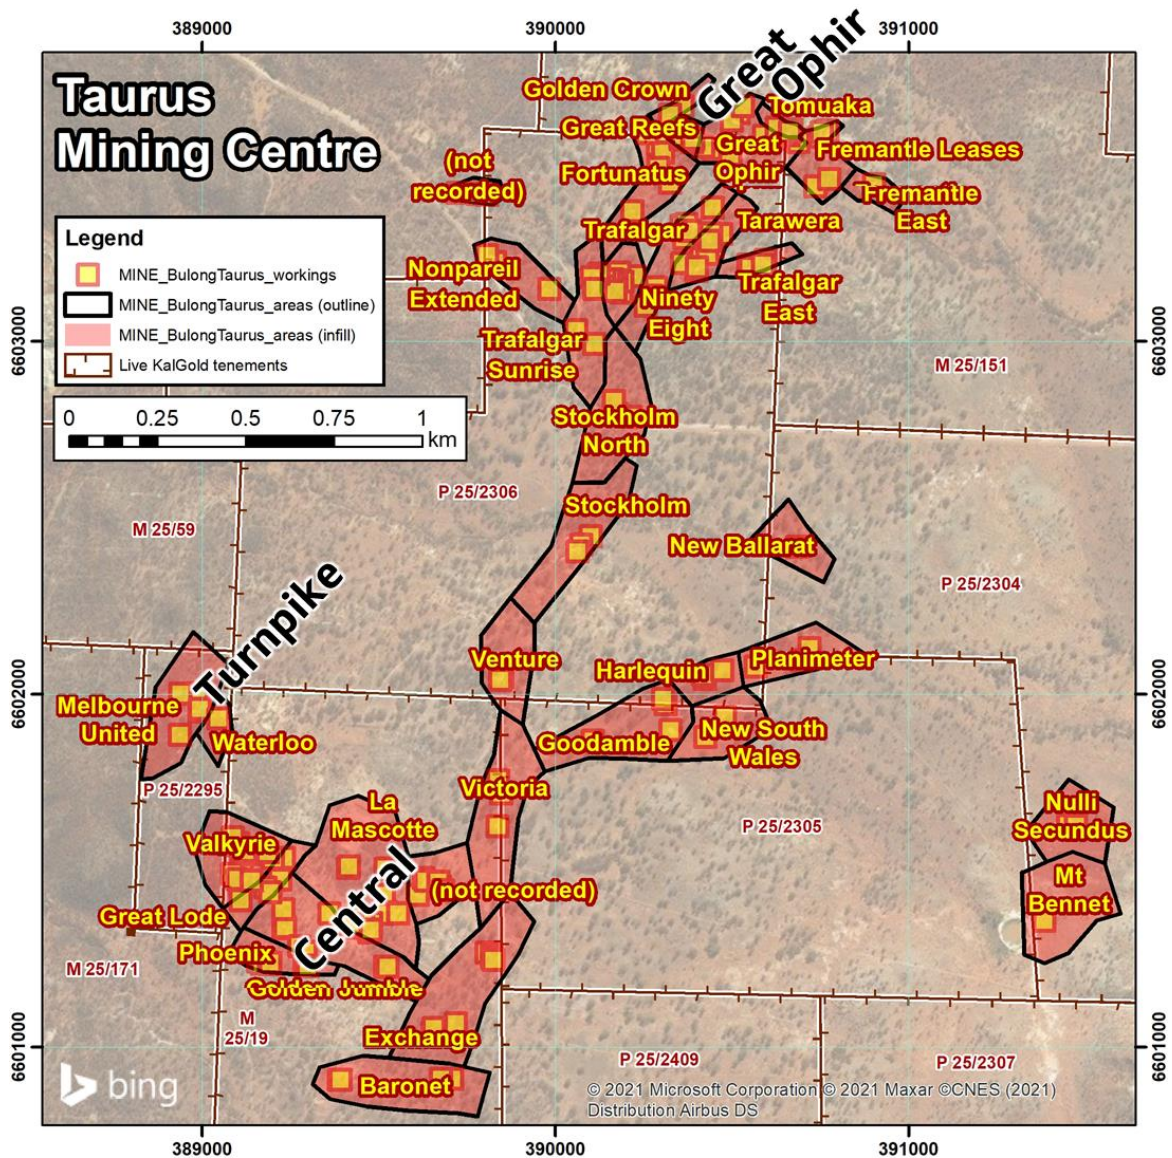 389000
390000
391000
Great
Ophir
Taurus
Mining Centre
Golden Crown
Tomuaka
Great Reefs
Great
Ophir
Fremantle Leases
(not
recorded)
Fortunatus
Fremantle
East
Legend
MINE_BulongTaurus_workings
MINE_BulongTaurus_areas (outline)
MINE_BulongTaurus_areas (infill)
Live KalGold tenements
Trafalgar
Tarawera
Nonpareil
Extended
Trafalgar
East
Ninety
Eight
6603000
6603000
Trafalgar
Sunrise
M 25/151
0 0.25 0.5 0.75 1
km
Stockholm
North
P 25/2306
Stockholm
M 25/59
New Ballarat
P 25/2304
Turnpike
Venture
Harlequin
Planimeter
6602000
6602000
Melbourne
United
Waterloo
Goodamble
New South
Wales
P 25/2295
Victoria
La
Mascotte
P 25/2305
Nulli
Secundus
Valkyrie
Central
(not recorded)
Mt
Bennet
Great Lode
Phoenix
M 25/171
Golden Jumble
M
25/19
Exchange
6601000
6601000
P 25/2409
P 25/2307
Baronet
bing
© 2021 Microsoft Corporation © 2021 Maxar ©CNES (2021)
Distribution Airbus DS
389000
390000
391000